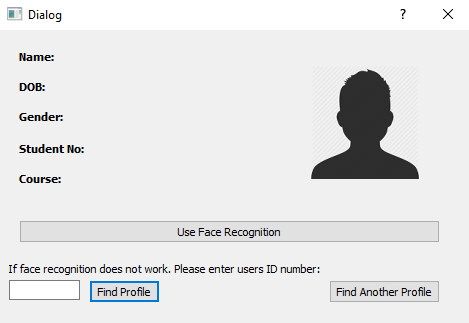 Dialog
?
Name:
DOB:
Gender:
Student No:
Course:
Use Face Recognition
If face recognition does not work. Please enter users ID number:
Find Profile
Find Another Profile